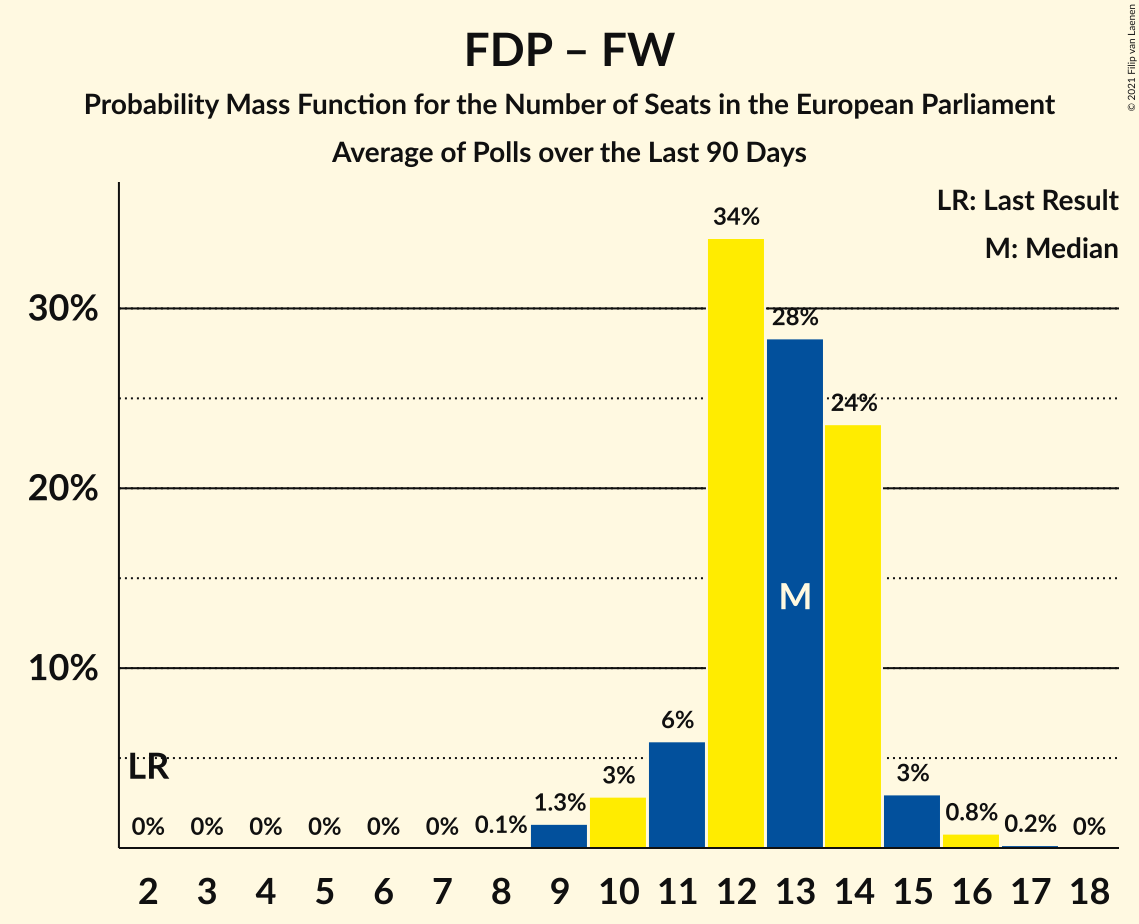 FDP – FW
Probability Mass Function for the Number of Seats in the European Parliament
Average of Polls over the Last 90 Days
© 2021 Filip van Laenen
LR: Last Result
M: Median
34%
30%
28%
24%
20%
M
10%
6%
LR
3%
3%
1.3%
0.8%
0% 0% 0% 0% 0% 0% 0.1% 0.2% 0%
2 3 4 5 6 7 8 9 10 11 12 13 14 15 16 17 18